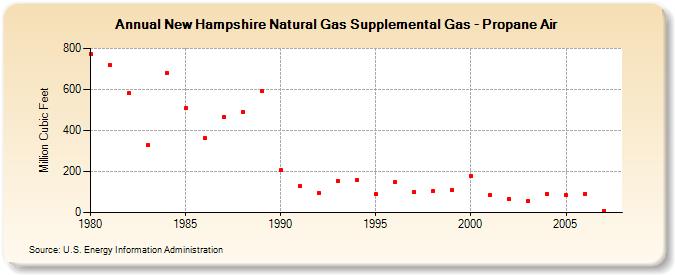 Annual New Hampshire Natural Gas Supplemental Gas - Propane Air
Million Cubic Feet
800
600
400
200
0
1980 1985 1990 1995 2000 2005
Source: U.S. Energy Information Administration